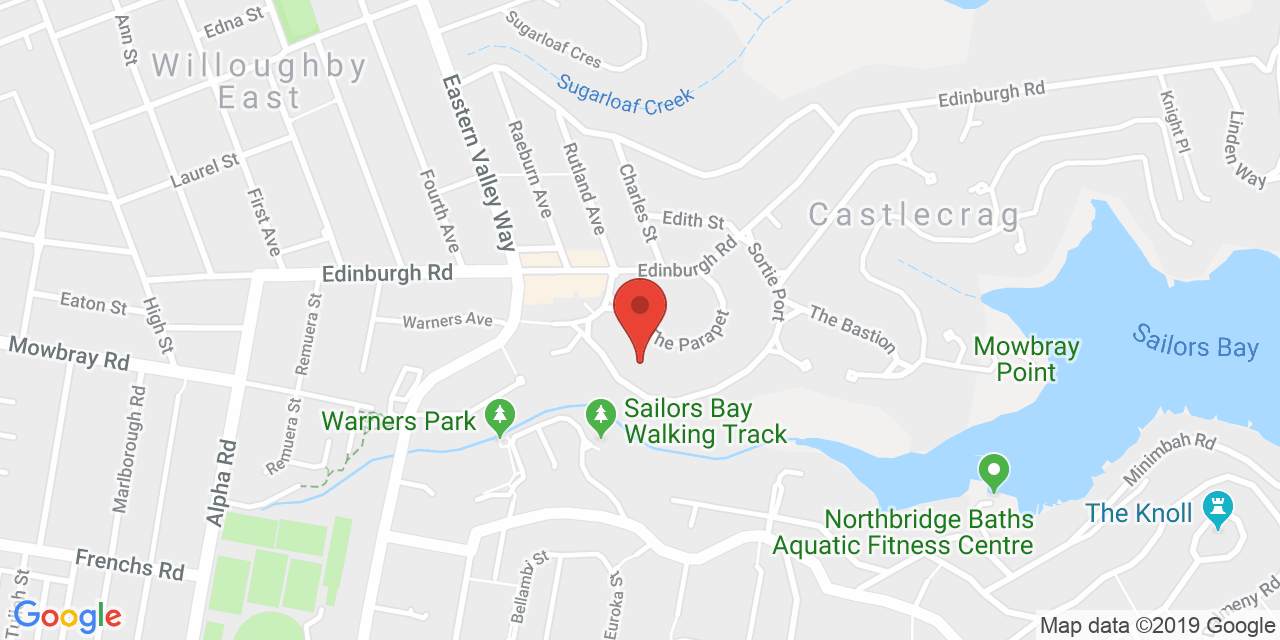 Edna St
Ann St
Willoughby
East
Sugarloaf Cres
Sugarloaf Creek
Eastern Valley Way
Edinburgh Rd
Knight Pl
Linden Way
Laurel St
First Ave
Fourth Ave
Raeburn Ave
Rutland Ave
Charles St
Edith St
Edinburgh Rd
Sortie Port
Castlecrag
Edinburgh Rd
Eaton St
High St
Remuera St
Warners Ave
The Parapet
The Bastion
Mowbray
Point
Sailors Bay
Mowbray Rd
Marlborough Rd
Remuera St
Warners Park
Sailors Bay
Walking Track
Alpha Rd
Minimbah Rd
Northbridge Baths
Aquatic Fitness Centre
The Knoll
Frenchs Rd
Bellambi St
Euroka St
Google
Map data ©2019 Google